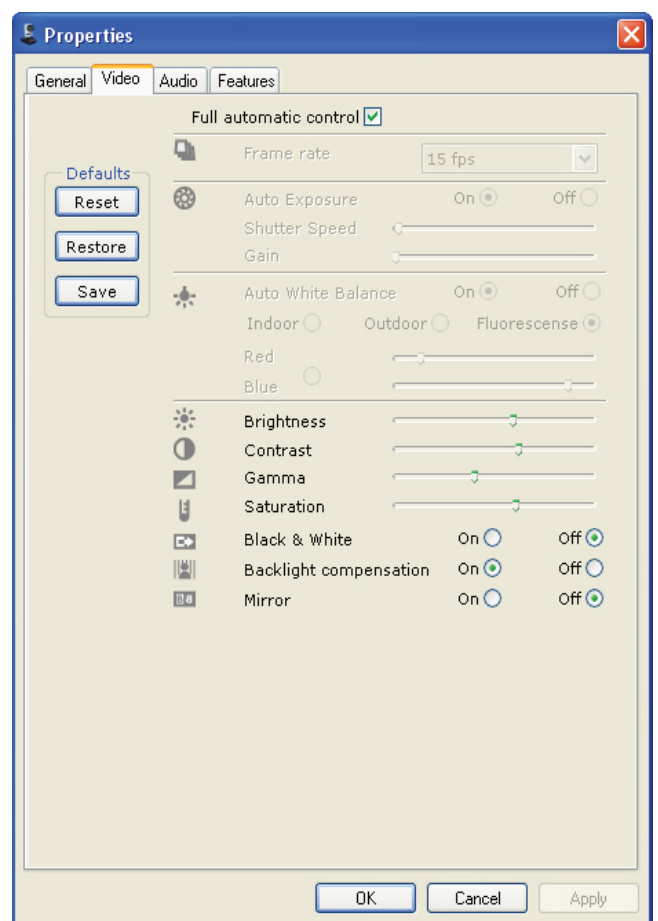 Properties
General Video Audio Features
Full automatic control
Frame rate 15 fps
Defaults
Reset
Restore
Save
Auto Exposure On Off
Shutter Speed
Gain
Auto White Balance On Off
Indoor Outdoor Fluorescense
Red
Blue
Brightness
Contrast
Gamma
Saturation
Black & White On Off
Backlight compensation On Off
Mirror On Off
OK Cancel Apply